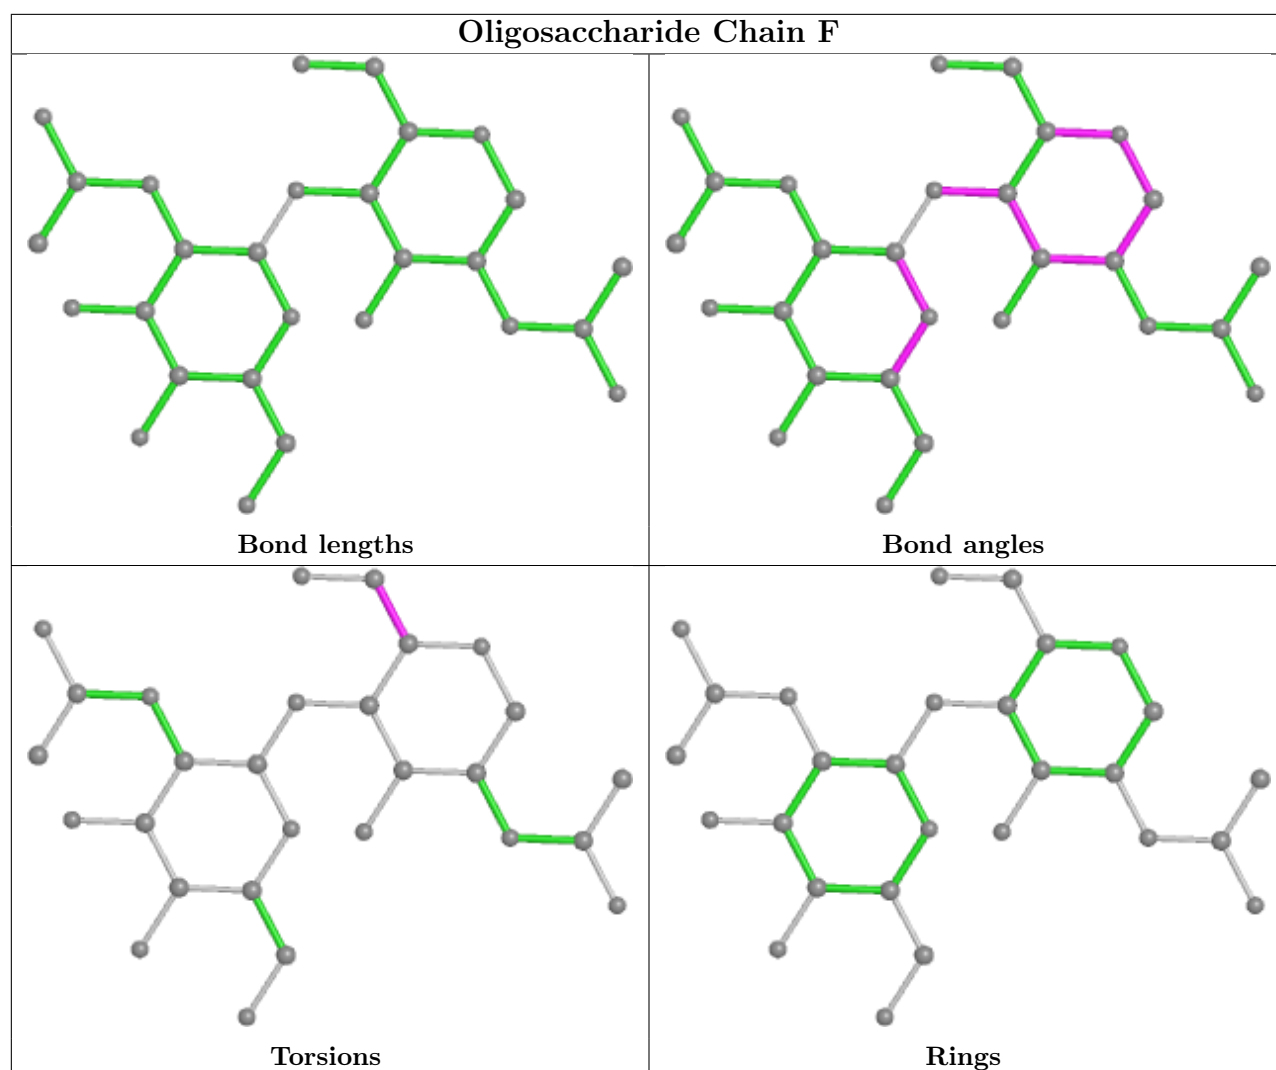 Oligosaccharide Chain F
Bond lengths
Bond angles
Torsions
Rings